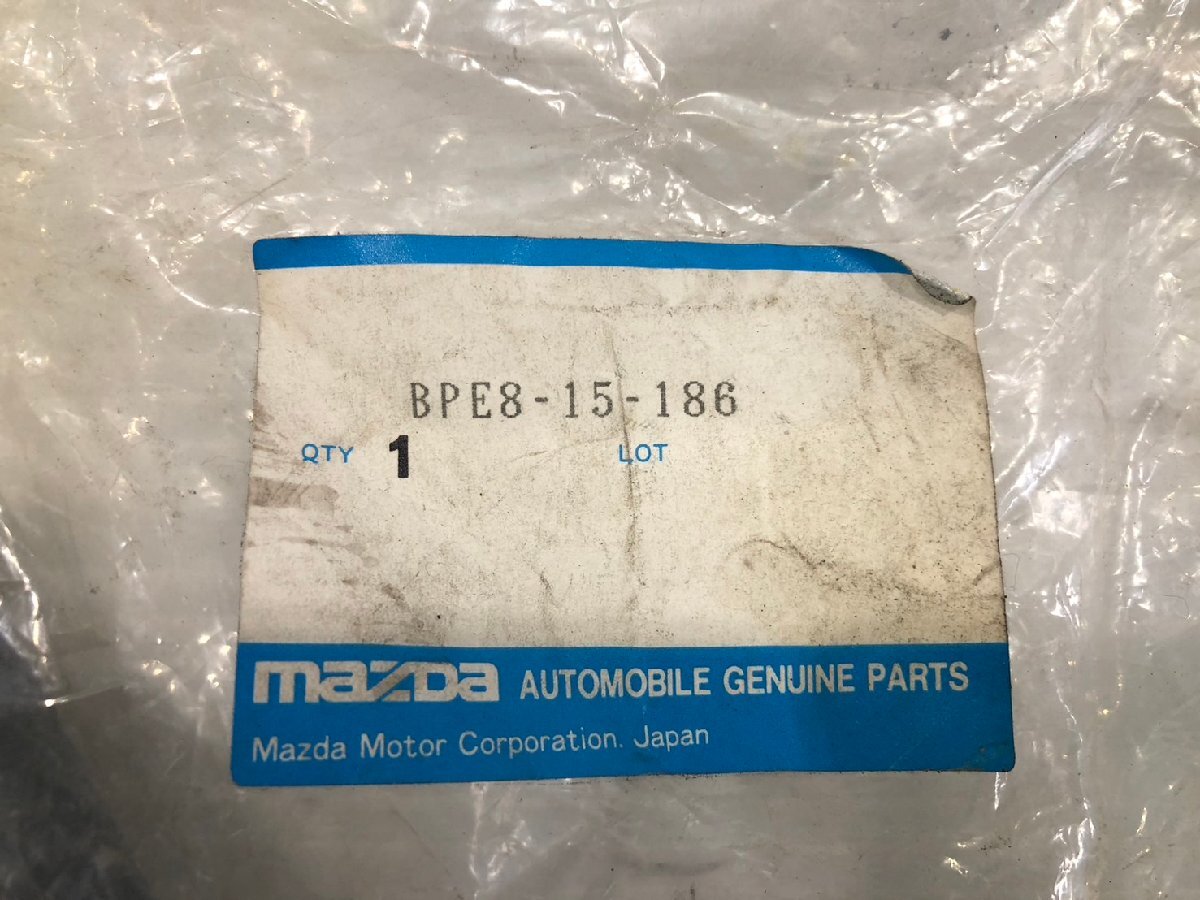 BPE8-15-186
QTY 1 LOT
mazda AUTOMOBILE GENUINE PARTS
Mazda Motor Corporation. Japan